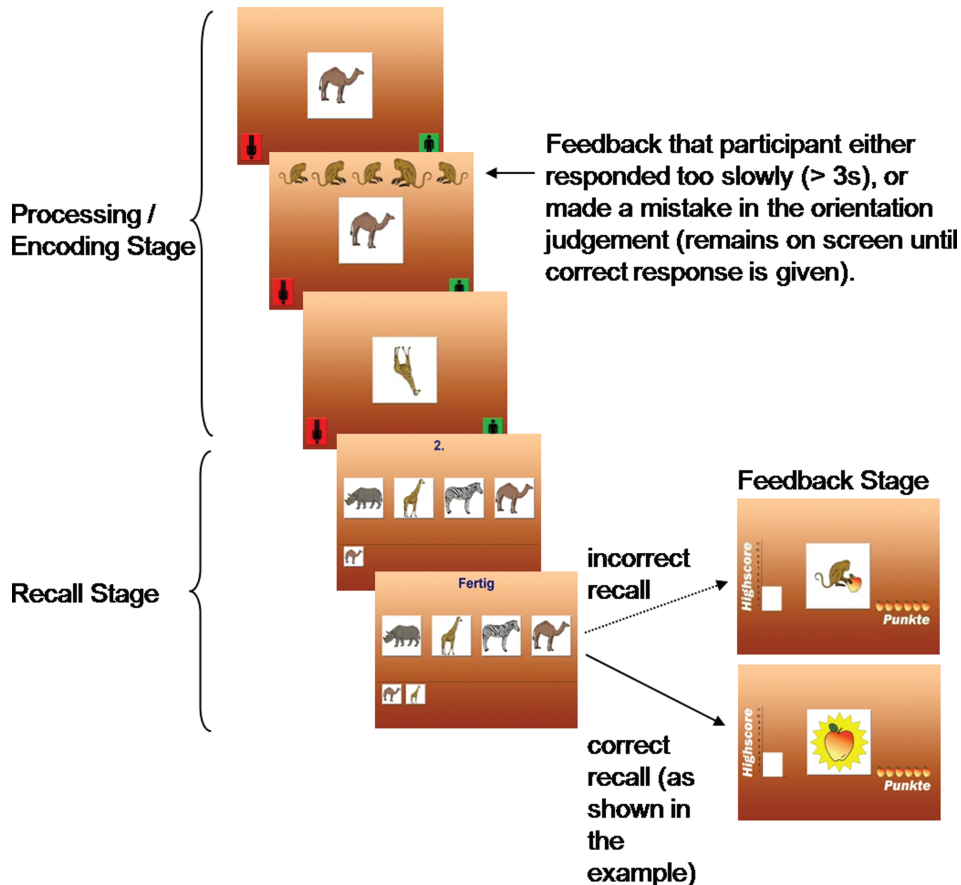 Processing /
Encoding Stage
Feedback that participant either
responded too slowly (> 3s), or
made a mistake in the orientation
judgement (remains on screen until
correct response is given).
2.
Recall Stage
Fertig
incorrect
recall
correct
recall (as
shown in
the
example)
Feedback Stage
Highscore
Punkte
Highscore
Punkte